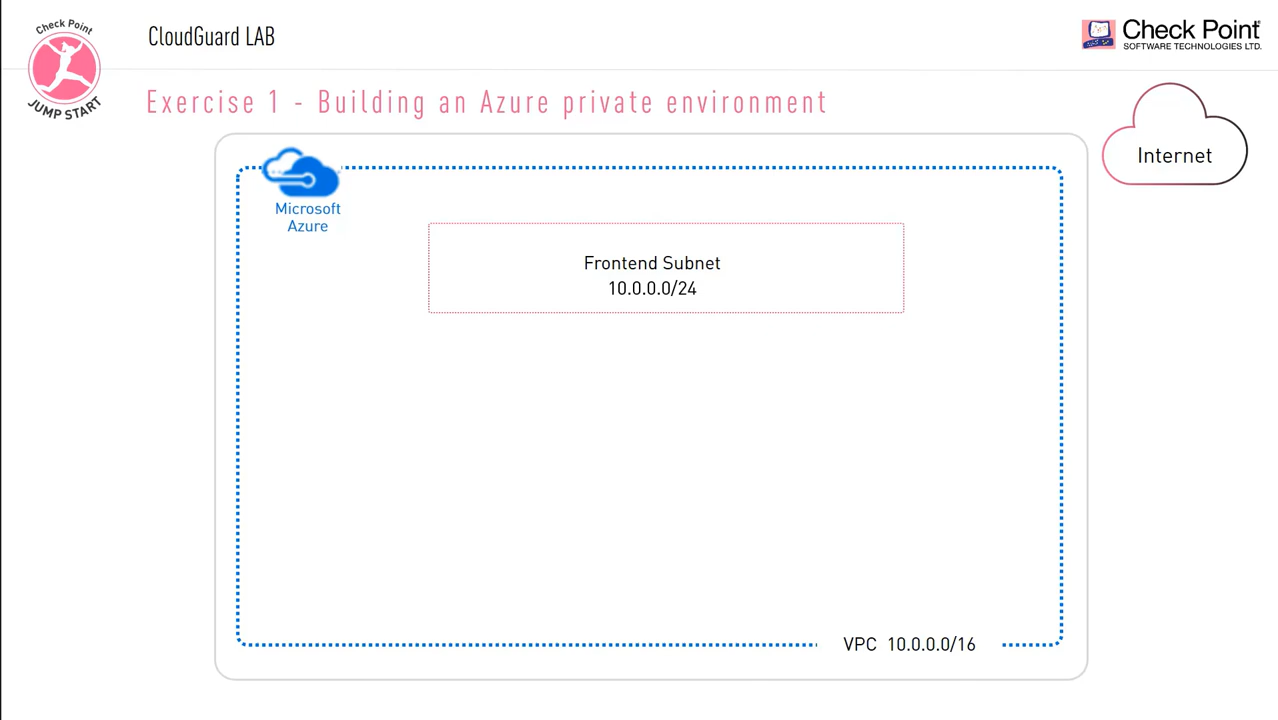 Check Point
JUMP START
CloudGuard LAB
Check Point
SOFTWARE TECHNOLOGIES LTD.
Exercise 1 - Building an Azure private environment
Internet
Microsoft
Azure
Frontend Subnet
10.0.0.0/24
VPC 10.0.0.0/16